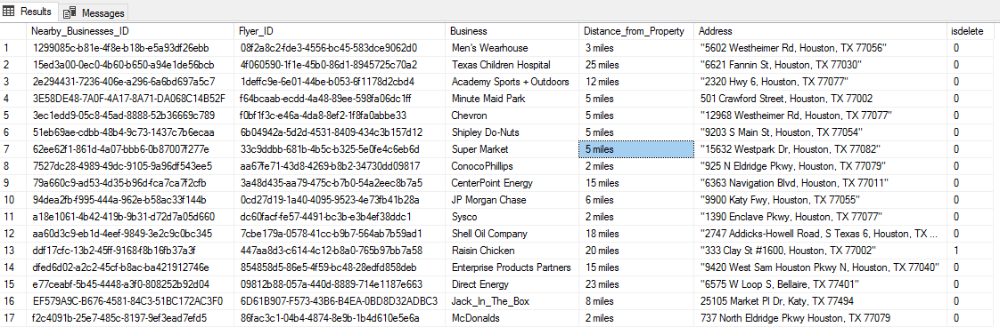 Results Messages
Nearby_Businesses_ID Flyer_ID Business Distance_from_Property Address isdelete
1 1299085c-b81e-4f8e-b18b-e5a93df26ebb 08f2a8c2-fde3-4556-bc45-583dce9062d0 Men's Wearhouse 3 miles "5602 Westheimer Rd, Houston, TX 77056" 0
2 15ed3a00-0ec0-4b60-b650-a94e1de56bcb 4f060590-1f1e-45b0-86d1-8945725c70a2 Texas Children Hospital 25 miles "6621 Fannin St, Houston, TX 77030" 0
3 2e294431-7236-406e-a296-6a6bd697a5c7 1deffc9e-6e01-44be-b053-6f1178d2cbd4 Academy Sports + Outdoors 12 miles "2320 Hwy 6, Houston, TX 77077" 0
4 3E58DE48-7A0F-4A17-8A71-DA068C14B52F f64bcaab-ecdd-4a48-89ee-598fa06dc1ff Minute Maid Park 5 miles 501 Crawford Street, Houston, TX 77002 0
5 3ec1edd9-05c8-45ad-8888-52b36669c789 f0bf1f3c-e46a-4da8-8ef2-1f8fa0abbe33 Chevron 5 miles "12968 Westheimer Rd, Houston, TX 77077" 0
6 51eb69ae-cdbb-48b4-9c73-1437c7b6ecaa 6b04942a-5d2d-4531-8409-434c3b157d12 Shipley Do-Nuts 5 miles "9203 S Main St, Houston, TX 77054" 0
7 62ee62f1-861d-4a07-bbb6-0b87007f277e 33c9ddbb-681b-4b5c-b325-5e0fe4c6eb6d Super Market 5 miles "15632 Westpark Dr, Houston, TX 77082" 0
8 7527dc28-4989-49dc-9105-9a96df543ee5 aa67fe71-43d8-4269-b8b2-34730dd09817 ConocoPhillips 2 miles "925 N Eldridge Pkwy, Houston, TX 77079" 0
9 79a660c9-ad53-4d35-b96d-fca7ca7f2cfb 3a48d435-aa79-475c-b7b0-54a2eec8b7a5 CenterPoint Energy 15 miles "6363 Navigation Blvd, Houston, TX 77011" 0
10 94dea2fb-f995-444a-962e-eb58ac33f144b 0cd27d19-1a40-4095-9523-4e73fb41b28a JP Morgan Chase 6 miles "9900 Katy Fwy, Houston, TX 77055" 0
11 a18e1061-4b42-419b-9b31-d72d7a05d660 dc60facf-fe57-4491-bc3b-e3b4ef38ddc1 Sysco 2 miles "1390 Enclave Pkwy, Houston, TX 77077" 0
12 aa60d3c9-eb1d-4eef-9849-3e2c9c0bc345 7cbe179a-0578-41cc-b9b7-564ab7b59ad1 Shell Oil Company 18 miles "2747 Addicks-Howell Road, S Texas 6, Houston, TX ... 0
13 ddf17cfc-13b2-45ff-9168-f8b16fb37a3f 447aa8d3-c614-4c12-b8a0-765b97bb7a58 Raisin Chicken 20 miles "333 Clay St #1600, Houston, TX 77002" 1
14 dfed6d02-a2c2-45cf-b8ac-ba421912746e 854858d5-86e5-4f59-bc48-28edfd858deb Enterprise Products Partners 15 miles "9420 West Sam Houston Pkwy N, Houston, TX 77040" 0
15 e77ceabf-5b45-4448-a3f0-808252b92d04 09812b88-057a-440d-8889-714e1187e663 Direct Energy 23 miles "6575 W Loop S, Bellaire, TX 77401" 0
16 EF579A9C-B676-4581-84C3-51BC172AC3F0 6D61B907-F573-43B6-B4EA-0BD8D32ADBC3 Jack_In_The_Box 8 miles 25105 Market Pl Dr, Katy, TX 77494 0
17 f2c4091b-25e7-485c-8197-9ef3ead7efd5 86fac3c1-04b4-4874-8e9b-1b4d610e5e6a McDonalds 2 miles 737 North Eldridge Pkwy Houston, TX 77079 0